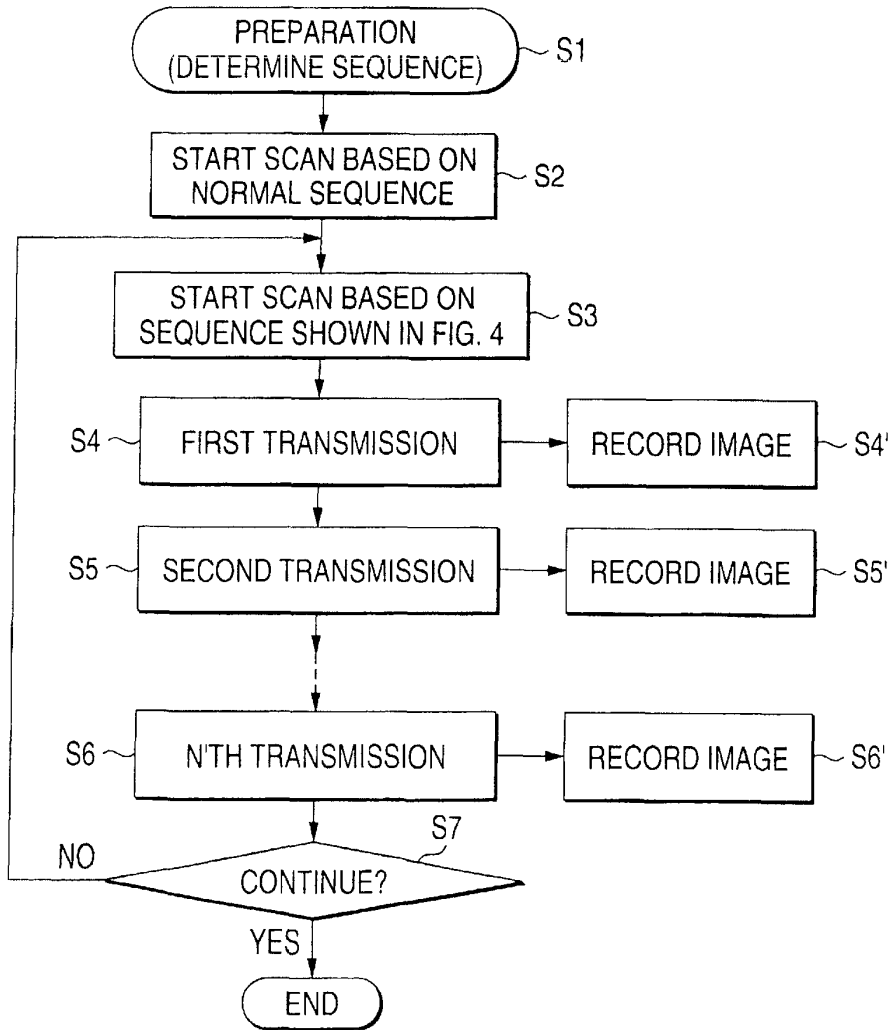 PREPARATION
(DETERMINE SEQUENCE)
S1
START SCAN BASED ON
NORMAL SEQUENCE
S2
START SCAN BASED ON
SEQUENCE SHOWN IN FIG. 4
S3
S4
FIRST TRANSMISSION
RECORD IMAGE
S4'
S5
SECOND TRANSMISSION
RECORD IMAGE
S5'
S6
N'TH TRANSMISSION
RECORD IMAGE
S6'
S7
NO
CONTINUE?
YES
END